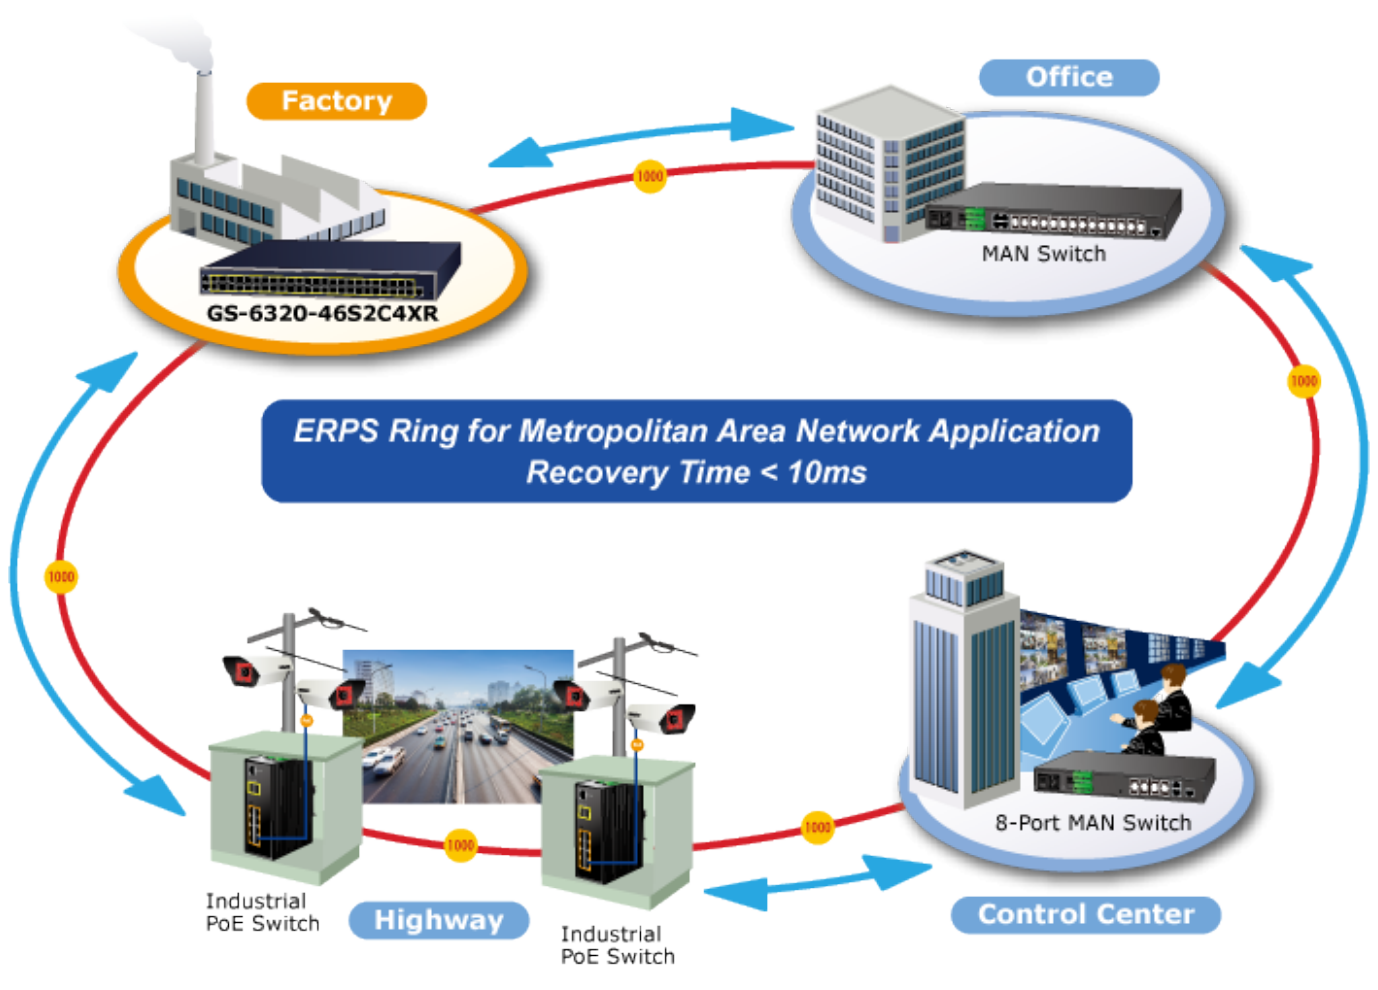 Office
Factory
1000
MAN Switch
GS-6320-46S2C4XR
1000
ERPS Ring for Metropolitan Area Network Application
Recovery Time < 10ms
1000
8-Port MAN Switch
1000
1000
Industrial
PoE Switch
Highway
Control Center
Industrial
PoE Switch